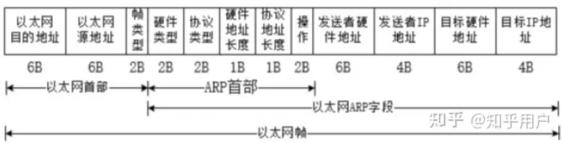 以太网目的地址
以太网源地址
帧类型
硬件类型
协议类型
硬件地址长度
协议地址长度
操作
发送者硬件地址
发送者IP地址
目标硬件地址
目标IP地址
6B 6B 2B 2B 2B 1B 1B 2B 6B 4B 6B 4B
以太网首部
ARP首部
以太网ARP字段
以太网帧
知乎 @知乎用户